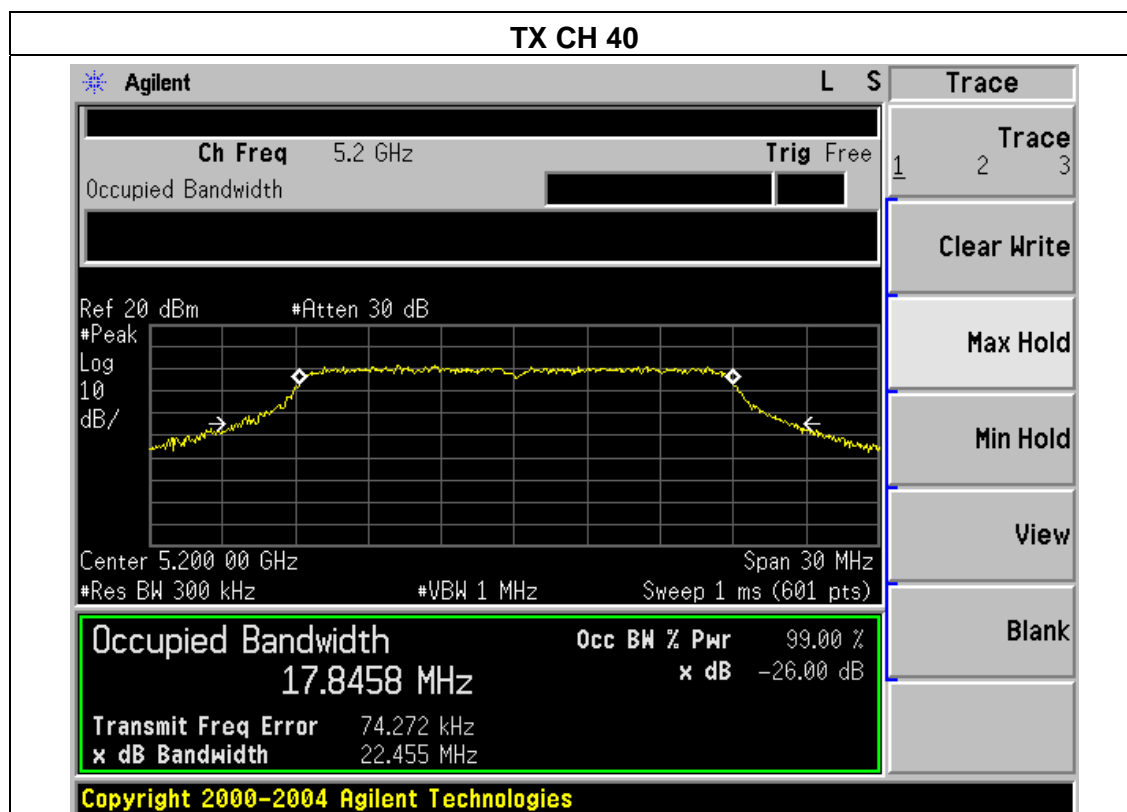 TX CH 40
Agilent L S Trace
Ch Freq 5.2 GHz Trig Free
Occupied Bandwidth
Trace
1 2 3
Clear Write
Max Hold
Min Hold
View
Blank
Ref 20 dBm #Atten 30 dB
#Peak
Log
10
dB/
Center 5.200 00 GHz Span 30 MHz
#Res BW 300 kHz #VBW 1 MHz Sweep 1 ms (601 pts)
Occupied Bandwidth Occ BW % Pwr 99.00 %
17.8458 MHz x dB -26.00 dB
Transmit Freq Error 74.272 kHz
x dB Bandwidth 22.455 MHz
Copyright 2000-2004 Agilent Technologies